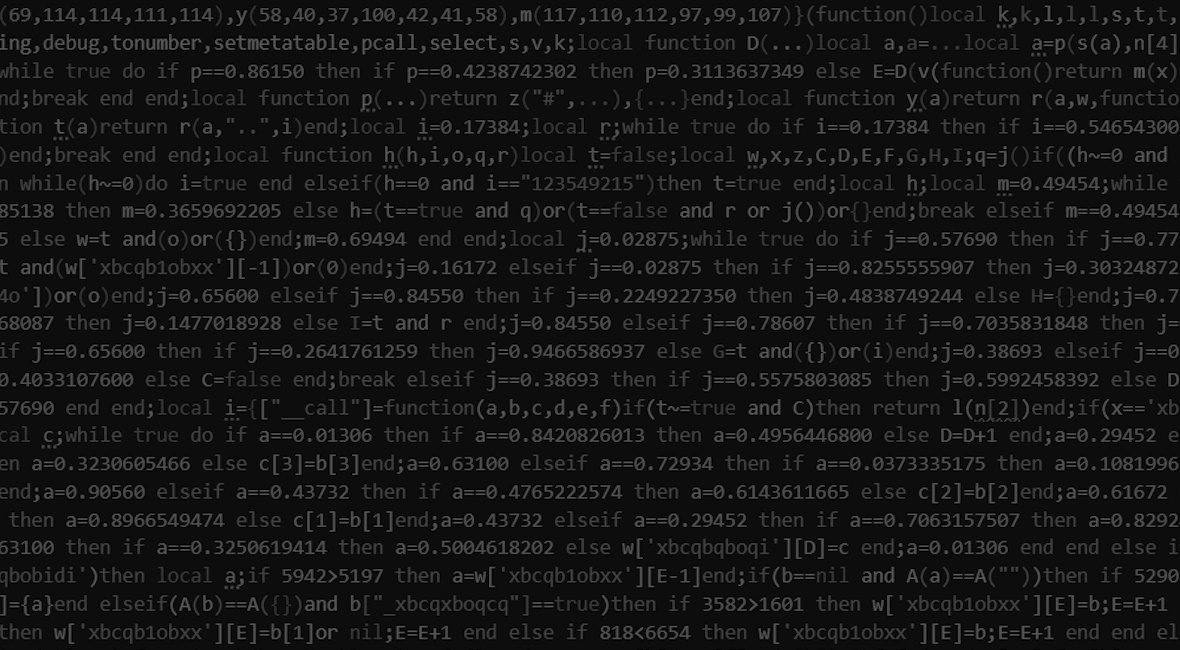 (69,114,114,111,114),y(58,40,37,100,42,41,58),m(117,110,112,97,99,107)}(function()local k,k,l,l,l,s,t,t,
ing,debug,tonumber,setmetatable,pcall,select,s,v,k;local function D(...)local a,a=...local a=p(s(a),n[4]
while true do if p==0.86150 then if p==0.4238742302 then p=0.3113637349 else E=D(v(function()return m(x)
nd;break end end;local function p(...)return z("#",...),{...}end;local function y(a)return r(a,w,functio
tion t(a)return r(a,"..",i)end;local i=0.17384;local r;while true do if i==0.17384 then if i==0.54654300
)end;break end end;local function h(h,i,o,q,r)local t=false;local w,x,z,C,D,E,F,G,H,I;q=j()if((h~=0 and
n while(h~=0)do i=true end elseif(h==0 and i=="123549215")then t=true end;local h;local m=0.49454;while
85138 then m=0.3659692205 else h=(t==true and q)or(t==false and r or j())or{}end;break elseif m==0.49454
5 else w=t and(o)or({})end;m=0.69494 end end;local j=0.02875;while true do if j==0.57690 then if j==0.77
t and(w['xbcqb1obxx'][-1])or(0)end;j=0.16172 elseif j==0.02875 then if j==0.8255555907 then j=0.30324872
4o'])or(o)end;j=0.65600 elseif j==0.84550 then if j==0.2249227350 then j=0.4838749244 else H={}end;j=0.7
68087 then j=0.1477018928 else I=t and r end;j=0.84550 elseif j==0.78607 then if j==0.7035831848 then j=
if j==0.65600 then if j==0.2641761259 then j=0.9466586937 else G=t and({})or(i)end;j=0.38693 elseif j==0
0.4033107600 else C=false end;break elseif j==0.38693 then if j==0.5575803085 then j=0.5992458392 else D
57690 end end;local i={["__call"]=function(a,b,c,d,e,f)if(t~=true and C)then return l(n[2])end;if(x=='xb
cal c;while true do if a==0.01306 then if a==0.8420826013 then a=0.4956446800 else D=D+1 end;a=0.29452 e
en a=0.3230605466 else c[3]=b[3]end;a=0.63100 elseif a==0.72934 then if a==0.0373335175 then a=0.1081996
end;a=0.90560 elseif a==0.43732 then if a==0.4765222574 then a=0.6143611665 else c[2]=b[2]end;a=0.61672
then a=0.8966549474 else c[1]=b[1]end;a=0.43732 elseif a==0.29452 then if a==0.7063157507 then a=0.8292
63100 then if a==0.3250619414 then a=0.5004618202 else w['xbcqbqboqi'][D]=c end;a=0.01306 end end else i
qbobidi')then local a;if 5942>5197 then a=w['xbcqb1obxx'][E-1]end;if(b==nil and A(a)==A(""))then if 5290
]={a}end elseif(A(b)==A({})and b["_xbcqxboqcq"]==true)then if 3582>1601 then w['xbcqb1obxx'][E]=b;E=E+1
then w['xbcqb1obxx'][E]=b[1]or nil;E=E+1 end else if 818<6654 then w['xbcqb1obxx'][E]=b;E=E+1 end end el